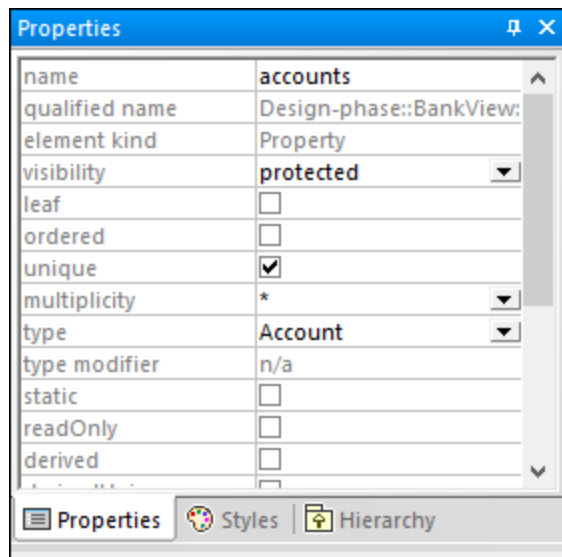 Properties
name accounts
qualified name Design-phase::BankView:
element kind Property
visibility protected
leaf
ordered
unique
multiplicity *
type Account
type modifier n/a
static
readOnly
derived
Properties Styles Hierarchy